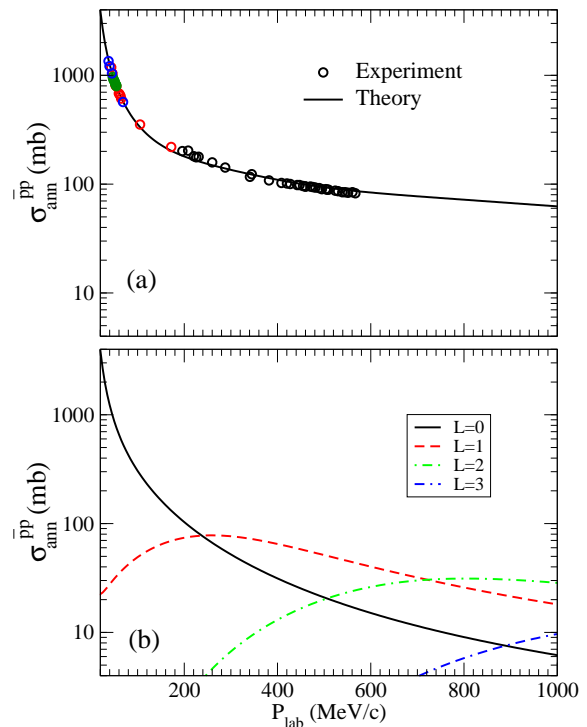 1000
100
10
σ_ann^p̄p (mb)
Experiment
Theory
(a)
1000
100
10
σ_ann^p̄p (mb)
L=0
L=1
L=2
L=3
(b)
200 400 600 800 1000
P_lab (MeV/c)